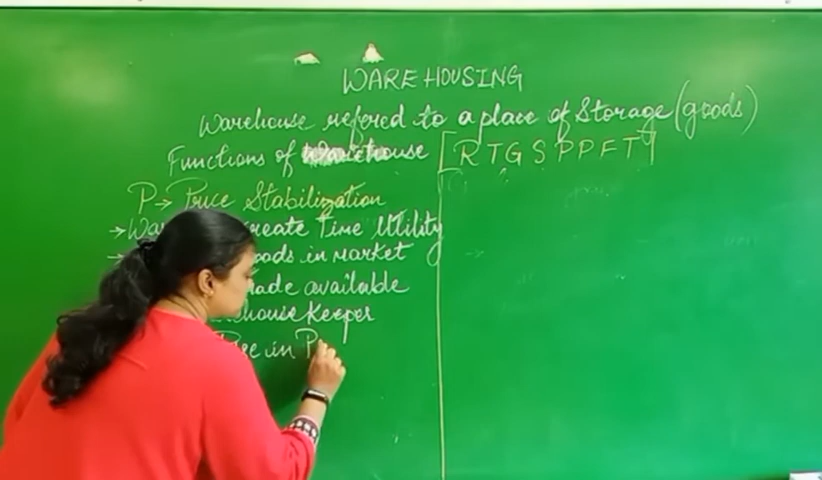 WAREHOUSING
Warehouse refered to a place of Storage (goods)
Functions of Warehouse [R T G S P P F T]
P → Price Stabilization
→ Wa reate Time Utility
→ oods in market
ade available
house Keeper
in P